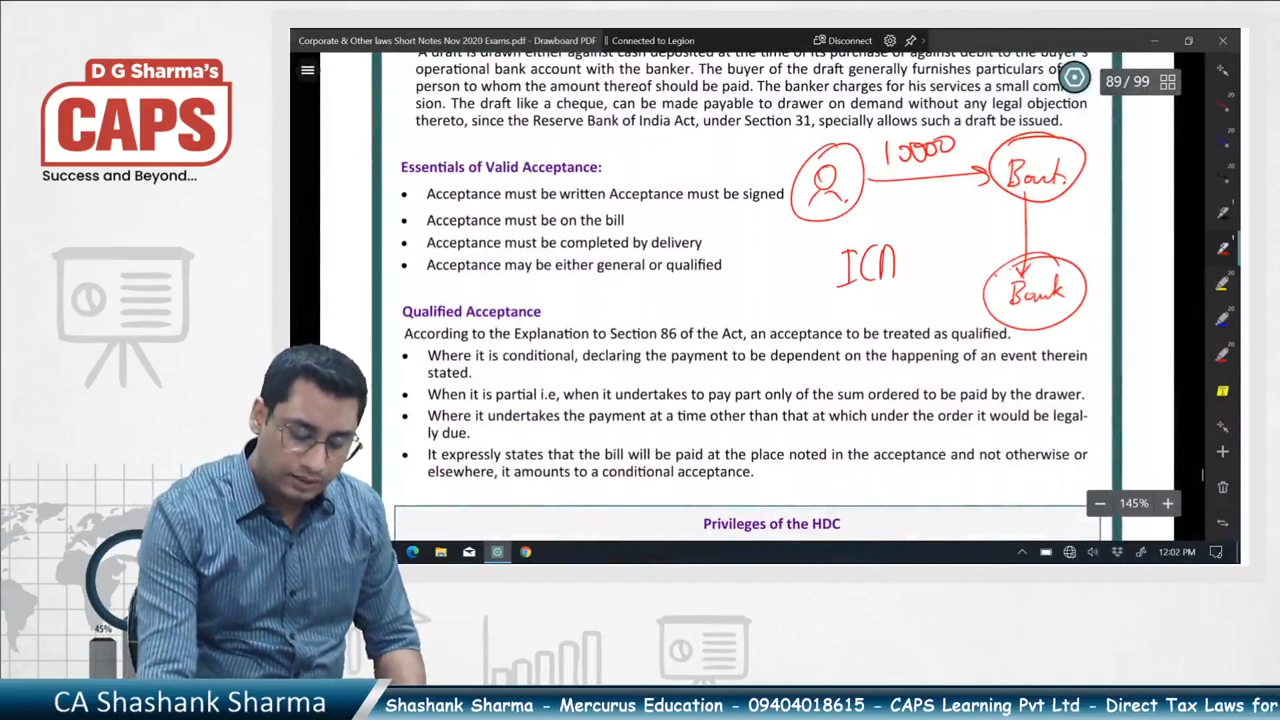 D G Sharma's
CAPS
Success and Beyond...
Corporate & Other laws Short Notes Nov 2020 Exams.pdf - Drawboard PDF
Connected to Legion
Disconnect
89 / 99
operational bank account with the banker. The buyer of the draft generally furnishes particulars of
person to whom the amount thereof should be paid. The banker charges for his services a small com
sion. The draft like a cheque, can be made payable to drawer on demand without any legal objection
thereto, since the Reserve Bank of India Act, under Section 31, specially allows such a draft be issued.
Essentials of Valid Acceptance:
• Acceptance must be written Acceptance must be signed
• Acceptance must be on the bill
• Acceptance must be completed by delivery
• Acceptance may be either general or qualified
10000
Bank
Bank
Qualified Acceptance
According to the Explanation to Section 86 of the Act, an acceptance to be treated as qualified.
• Where it is conditional, declaring the payment to be dependent on the happening of an event therein
stated.
• When it is partial i.e, when it undertakes to pay part only of the sum ordered to be paid by the drawer.
• Where it undertakes the payment at a time other than that at which under the order it would be legal-
ly due.
• It expressly states that the bill will be paid at the place noted in the acceptance and not otherwise or
elsewhere, it amounts to a conditional acceptance.
145%
Privileges of the HDC
12:02 PM
45%
CA Shashank Sharma
Shashank Sharma - Mercurus Education - 09404018615 - CAPS Learning Pvt Ltd - Direct Tax Laws for